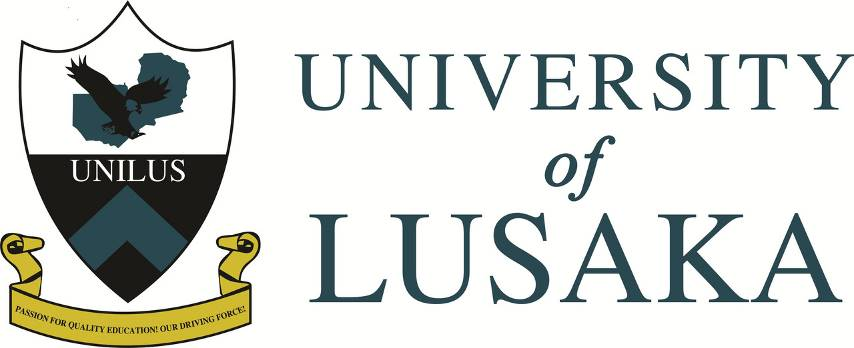 UNILUS
PASSION FOR QUALITY EDUCATION! OUR DRIVING FORCE!
UNIVERSITY
of
LUSAKA